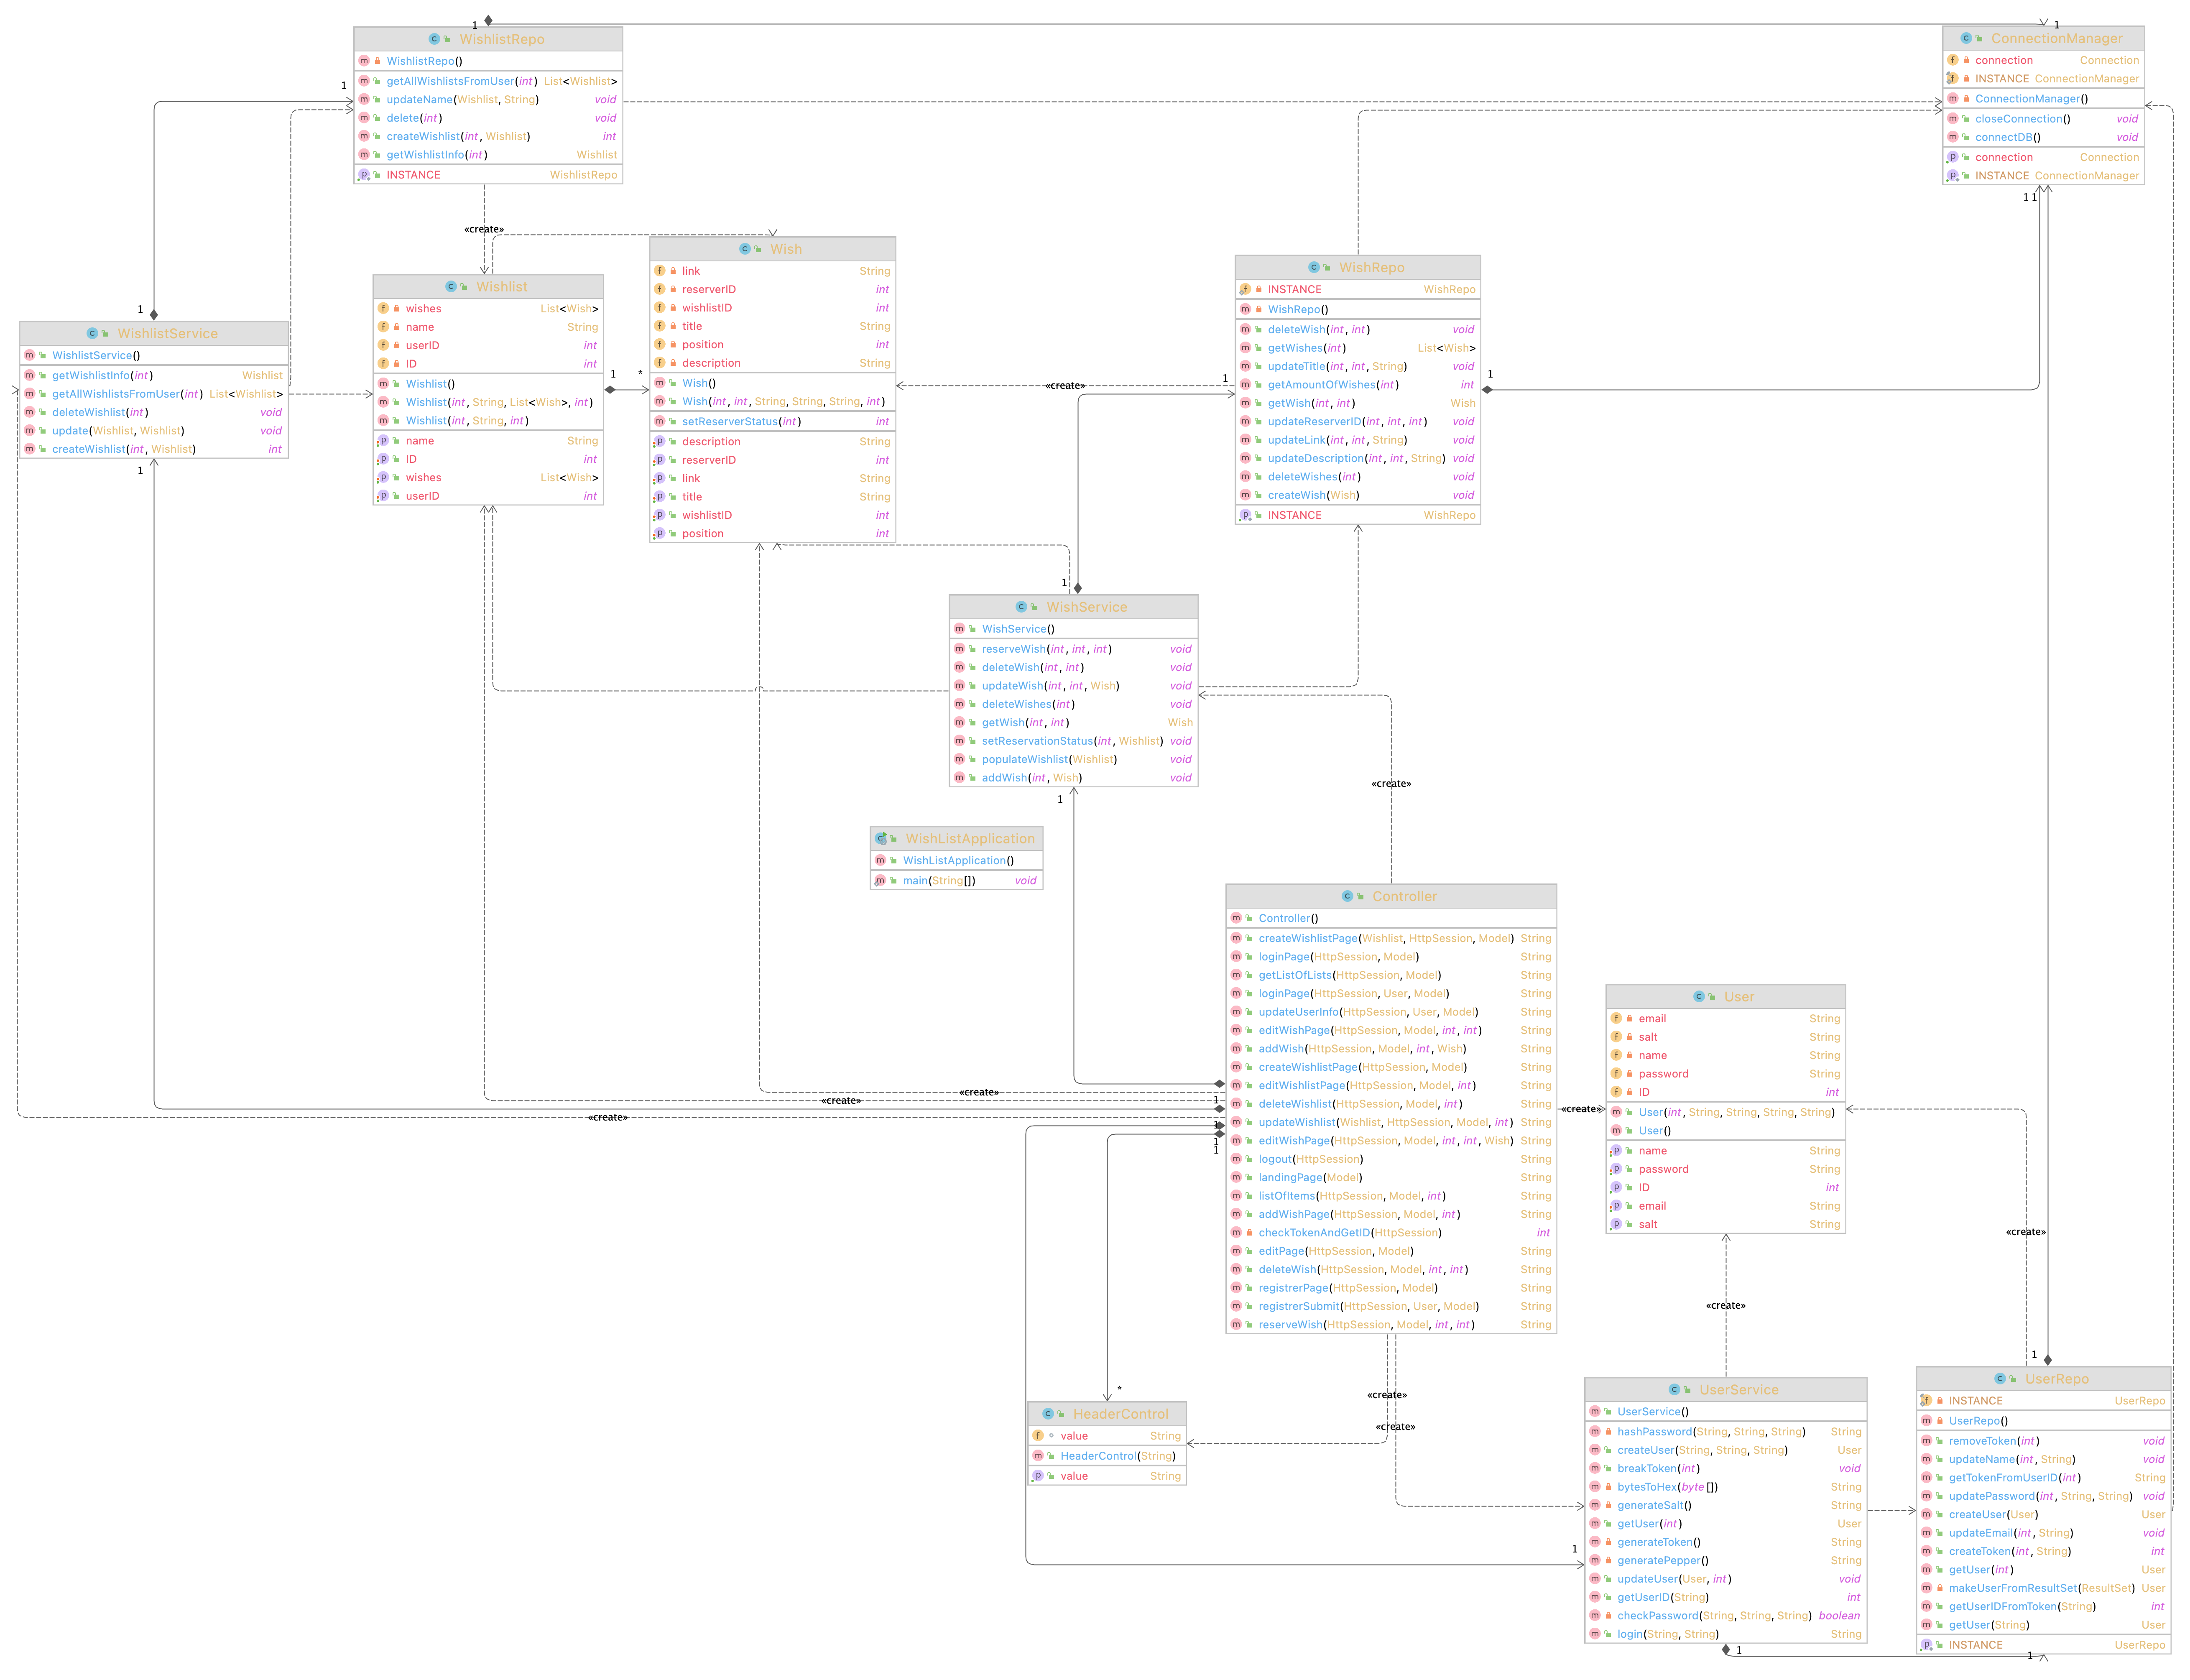 1
1
WishlistRepo
WishlistRepo()
getAllWishlistsFromUser(int) List<Wishlist>
updateName(Wishlist, String) void
delete(int) void
createWishlist(int, Wishlist) int
getWishlistInfo(int) Wishlist
INSTANCE WishlistRepo
ConnectionManager
connection Connection
INSTANCE ConnectionManager
ConnectionManager()
closeConnection() void
connectDB() void
connection Connection
INSTANCE ConnectionManager
1
1 1
«create»
Wish
link String
reserverID int
wishlistID int
title String
position int
description String
Wish()
Wish(int, int, String, String, String, int)
setReserverStatus(int) int
description String
reserverID int
link String
title String
wishlistID int
position int
WishRepo
INSTANCE WishRepo
WishRepo()
deleteWish(int, int) void
getWishes(int) List<Wish>
updateTitle(int, int, String) void
getAmountOfWishes(int) int
getWish(int, int) Wish
updateReserverID(int, int, int) void
updateLink(int, int, String) void
updateDescription(int, int, String) void
deleteWishes(int) void
createWish(Wish) void
INSTANCE WishRepo
Wishlist
wishes List<Wish>
name String
userID int
ID int
Wishlist()
Wishlist(int, String, List<Wish>, int)
Wishlist(int, String, int)
name String
ID int
wishes List<Wish>
userID int
1
WishlistService
WishlistService()
getWishlistInfo(int) Wishlist
getAllWishlistsFromUser(int) List<Wishlist>
deleteWishlist(int) void
update(Wishlist, Wishlist) void
createWishlist(int, Wishlist) int
1
1 *
«create»
1
1
1
WishService
WishService()
reserveWish(int, int, int) void
deleteWish(int, int) void
updateWish(int, int, Wish) void
deleteWishes(int) void
getWish(int, int) Wish
setReservationStatus(int, Wishlist) void
populateWishlist(Wishlist) void
addWish(int, Wish) void
1
«create»
WishListApplication
WishListApplication()
main(String[]) void
Controller
Controller()
createWishlistPage(Wishlist, HttpSession, Model) String
loginPage(HttpSession, Model) String
getListOfLists(HttpSession, Model) String
loginPage(HttpSession, User, Model) String
updateUserInfo(HttpSession, User, Model) String
editWishPage(HttpSession, Model, int, int) String
addWish(HttpSession, Model, int, Wish) String
createWishlistPage(HttpSession, Model) String
editWishlistPage(HttpSession, Model, int) String
deleteWishlist(HttpSession, Model, int) String
updateWishlist(Wishlist, HttpSession, Model, int) String
editWishPage(HttpSession, Model, int, int, Wish) String
logout(HttpSession) String
landingPage(Model) String
listOfItems(HttpSession, Model, int) String
addWishPage(HttpSession, Model, int) String
checkTokenAndGetID(HttpSession) int
editPage(HttpSession, Model) String
deleteWish(HttpSession, Model, int, int) String
registrerPage(HttpSession, Model) String
registrerSubmit(HttpSession, User, Model) String
reserveWish(HttpSession, Model, int, int) String
«create»
«create»
«create»
1
1
1
1
«create»
User
email String
salt String
name String
password String
ID int
User(int, String, String, String, String)
User()
name String
password String
ID int
email String
salt String
«create»
«create»
«create»
«create»
*
HeaderControl
value String
HeaderControl(String)
value String
1
UserService
UserService()
hashPassword(String, String, String) String
createUser(String, String, String) User
breakToken(int) void
bytesToHex(byte[]) String
generateSalt() String
getUser(int) User
generateToken() String
generatePepper() String
updateUser(User, int) void
getUserID(String) int
checkPassword(String, String, String) boolean
login(String, String) String
1
1
UserRepo
INSTANCE UserRepo
UserRepo()
removeToken(int) void
updateName(int, String) void
getTokenFromUserID(int) String
updatePassword(int, String, String) void
createUser(User) User
updateEmail(int, String) void
createToken(int, String) int
getUser(int) User
makeUserFromResultSet(ResultSet) User
getUserIDFromToken(String) int
getUser(String) User
INSTANCE UserRepo
1